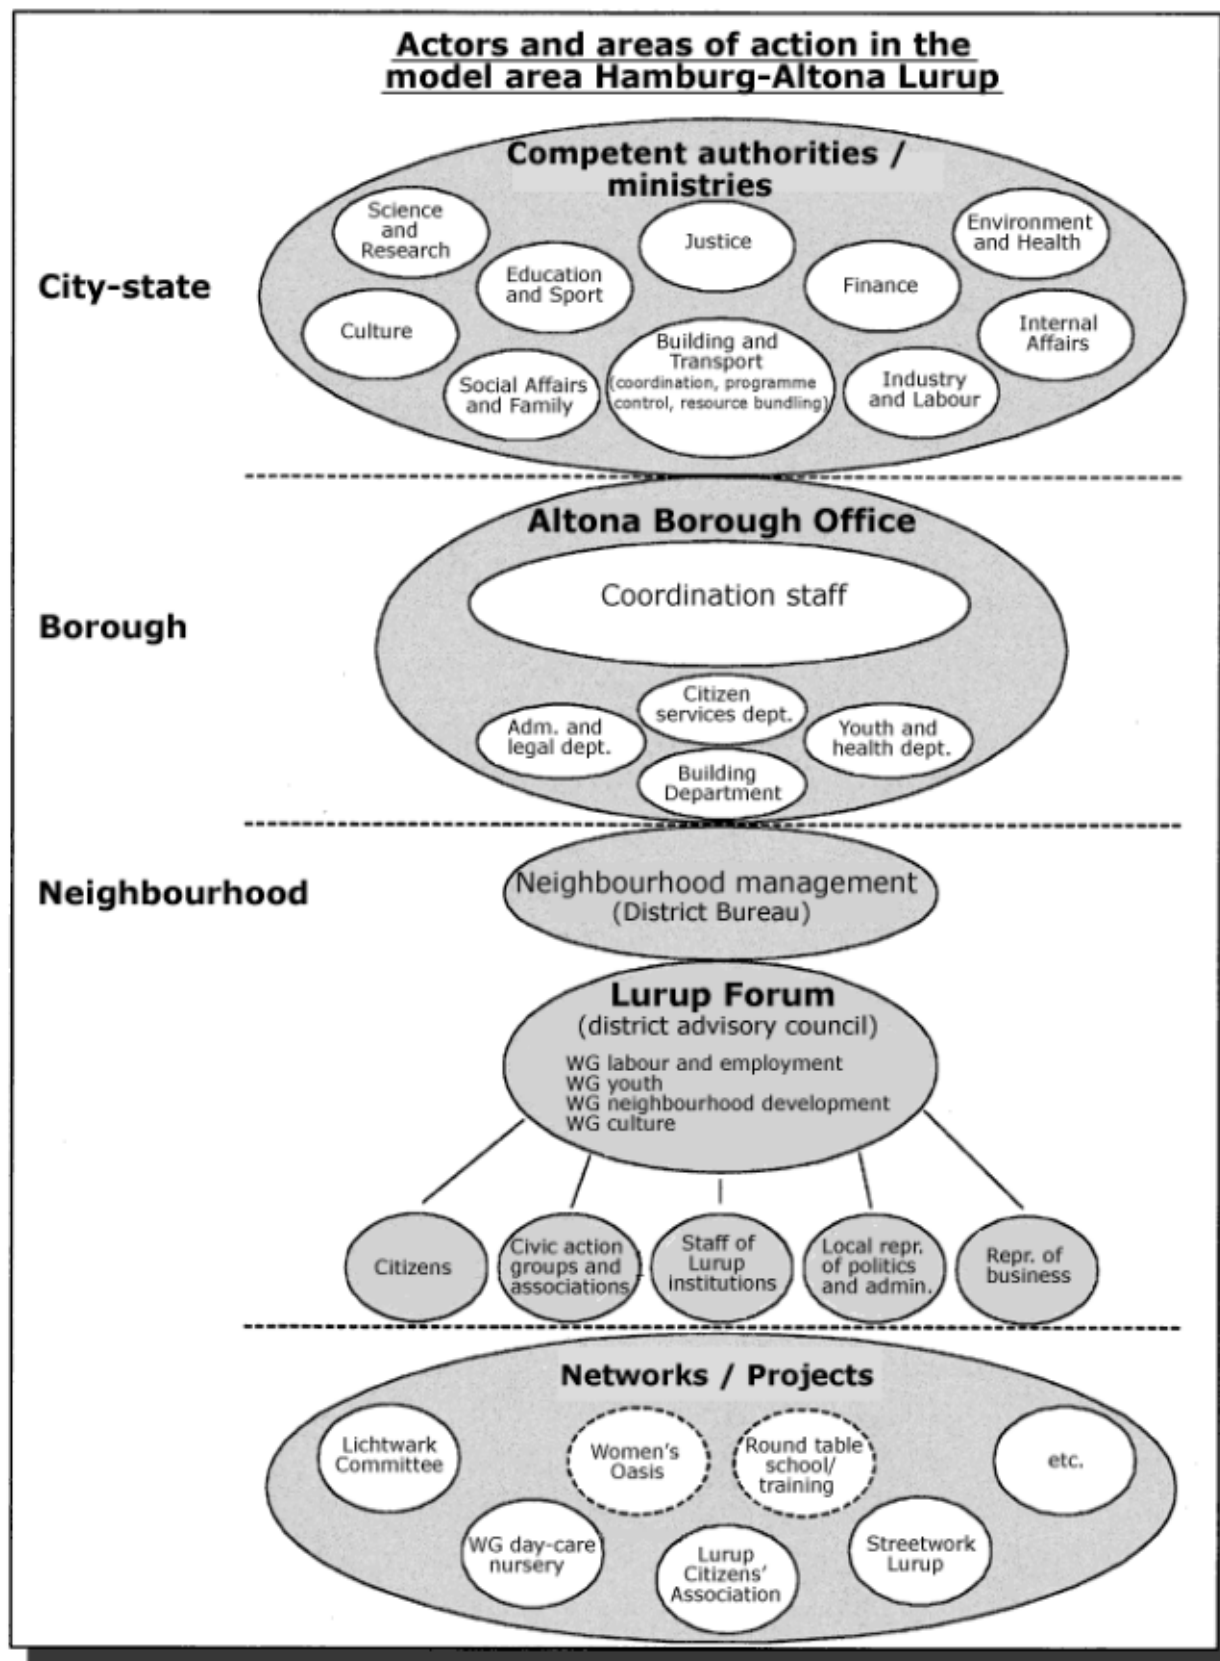 Actors and areas of action in the
model area Hamburg-Altona Lurup
Competent authorities /
ministries
Science
and
Research
Justice
Environment
and Health
Education
and Sport
Finance
City-state
Culture
Internal
Affairs
Building and
Transport
(coordination, programme
control, resource bundling)
Social Affairs
and Family
Industry
and Labour
Altona Borough Office
Coordination staff
Borough
Citizen
services dept.
Adm. and
legal dept.
Youth and
health dept.
Building
Department
Neighbourhood
Neighbourhood management
(District Bureau)
Lurup Forum
(district advisory council)
WG labour and employment
WG youth
WG neighbourhood development
WG culture
Citizens
Civic action
groups and
associations
Staff of
Lurup
institutions
Local repr.
of politics
and admin.
Repr. of
business
Networks / Projects
Lichtwark
Committee
Women's
Oasis
Round table
school/
training
etc.
WG day-care
nursery
Lurup
Citizens'
Association
Streetwork
Lurup